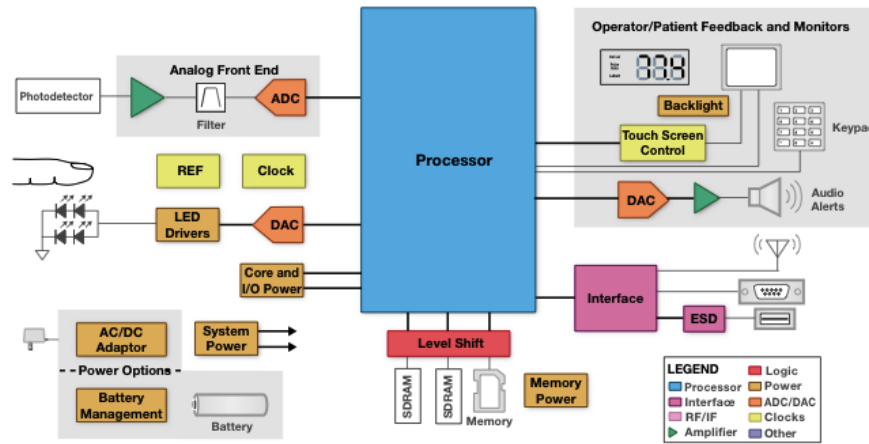 Operator/Patient Feedback and Monitors
Analog Front End
Photodetector
ADC
Filter
Backlight
Touch Screen
Control
Keypad
Processor
REF
Clock
DAC
Audio
Alerts
LED
Drivers
DAC
Core and
I/O Power
Interface
ESD
AC/DC
Adaptor
System
Power
Power Options
Battery
Management
Battery
Level Shift
SDRAM
SDRAM
Memory
Memory
Power
LEGEND
Processor
Interface
RF/IF
Amplifier
Logic
Power
ADC/DAC
Clocks
Other